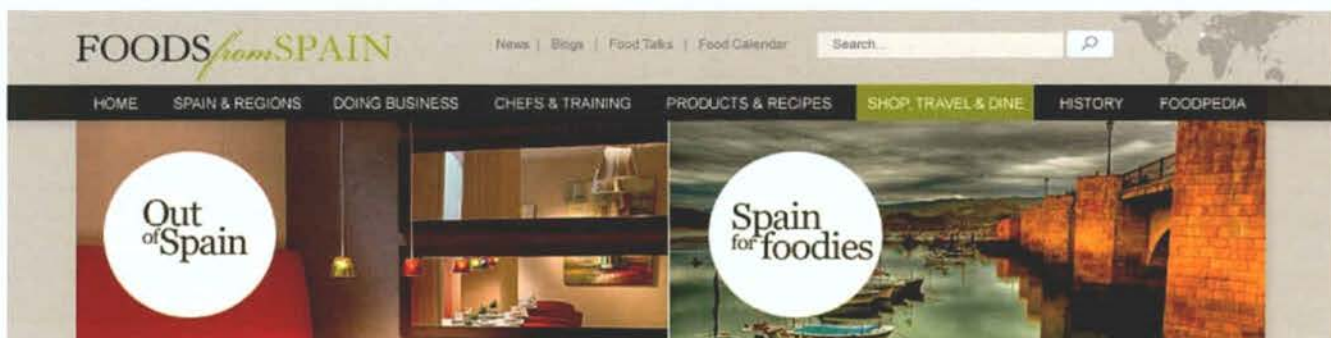 FOODS from SPAIN
News | Blogs | Food Talks | Food Calendar
Search...
HOME SPAIN & REGIONS DOING BUSINESS CHEFS & TRAINING PRODUCTS & RECIPES SHOP, TRAVEL & DINE HISTORY FOODPEDIA
Out
of Spain
Spain
for foodies